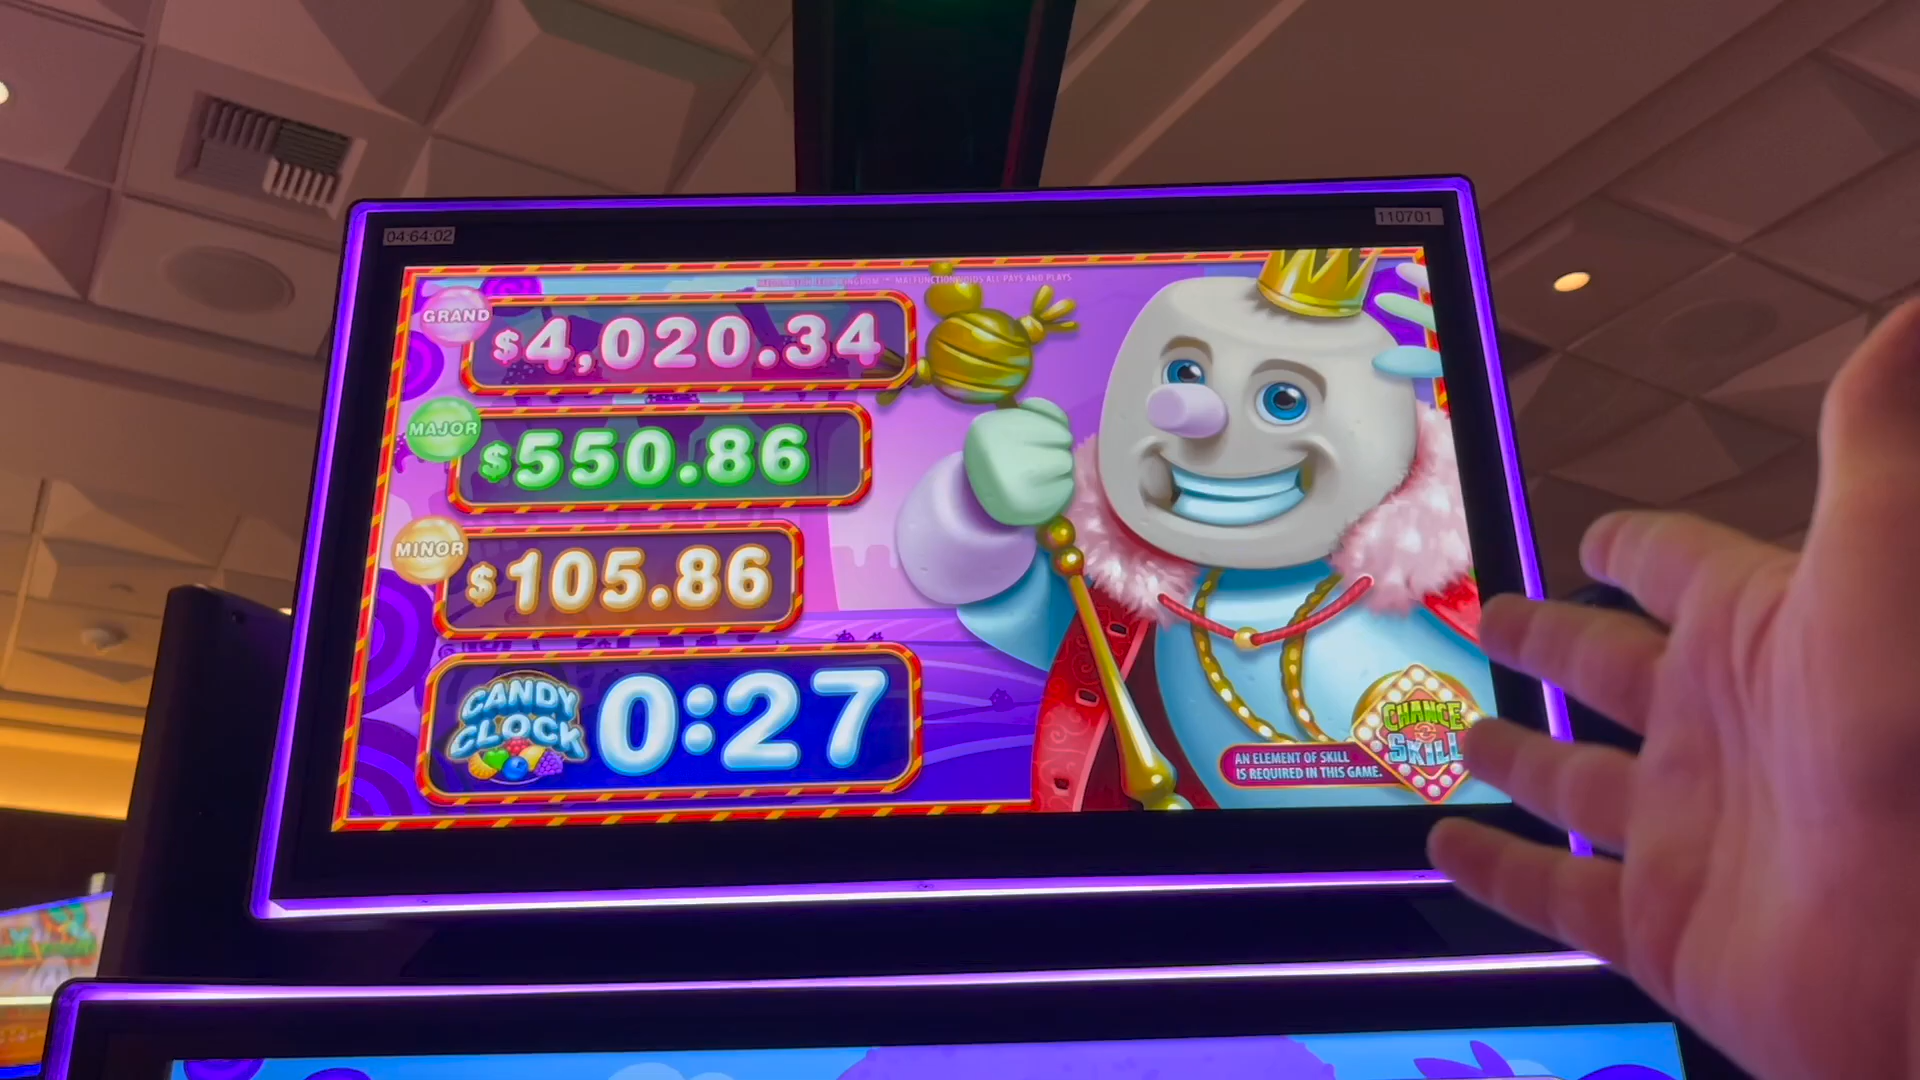 04:64:02
110701
MALFUNCTION VOIDS ALL PAYS AND PLAYS
GRAND
$4,020.34
MAJOR
$550.86
MINOR
$105.86
CANDY
CLOCK
0:27
AN ELEMENT OF SKILL
IS REQUIRED IN THIS GAME.
CHANCE
2
SKILL